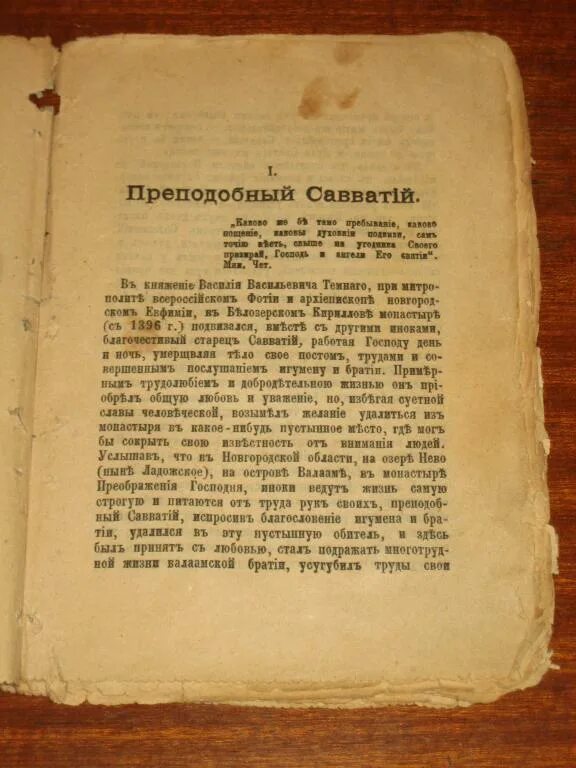 I.
Преподобный Савватій.
„Каково же бѣ тамо пребываніе, каково
пощеніе, каковы духовніи подвизи, самъ
точію вѣсть, свыше на угодника Своего
призирай, Господь и ангели Его святіи“.
Мин. Чет.
Въ княженіе Василія Васильевича Темнаго, при митро-
политѣ всероссійскомъ Фотіи и архіепископѣ новгород-
скомъ Евфиміи, въ Бѣлозерскомъ Кирилловѣ монастырѣ
(съ 1396 г.) подвизался, вмѣстѣ съ другими иноками,
благочестивый старецъ Савватій, работая Господу день
и ночь, умерщвляя тѣло свое постомъ, трудами и со-
вершеннымъ послушаніемъ игумену и братіи. Примѣр-
нымъ трудолюбіемъ и добродѣтельною жизнью онъ прі-
обрѣлъ общую любовь и уваженіе, но, избѣгая суетной
славы человѣческой, возымѣлъ желаніе удалиться изъ
монастыря въ какое-нибудь пустынное мѣсто, гдѣ могъ
бы сокрыть свою извѣстность отъ вниманія людей.
Услышавъ, что въ Новгородской области, на озерѣ Нево
(нынѣ Ладожское), на островѣ Валаамѣ, въ монастырѣ
Преображенія Господня, иноки ведутъ жизнь самую
строгую и питаются отъ труда рукъ своихъ, преподоб-
ный Савватій, испросивъ благословеніе игумена и бра-
тіи, удалился въ эту пустынную обитель, и здѣсь
былъ принятъ съ любовью, сталъ подражать многотруд-
ной жизни валаамской братіи, усугубилъ труды свои